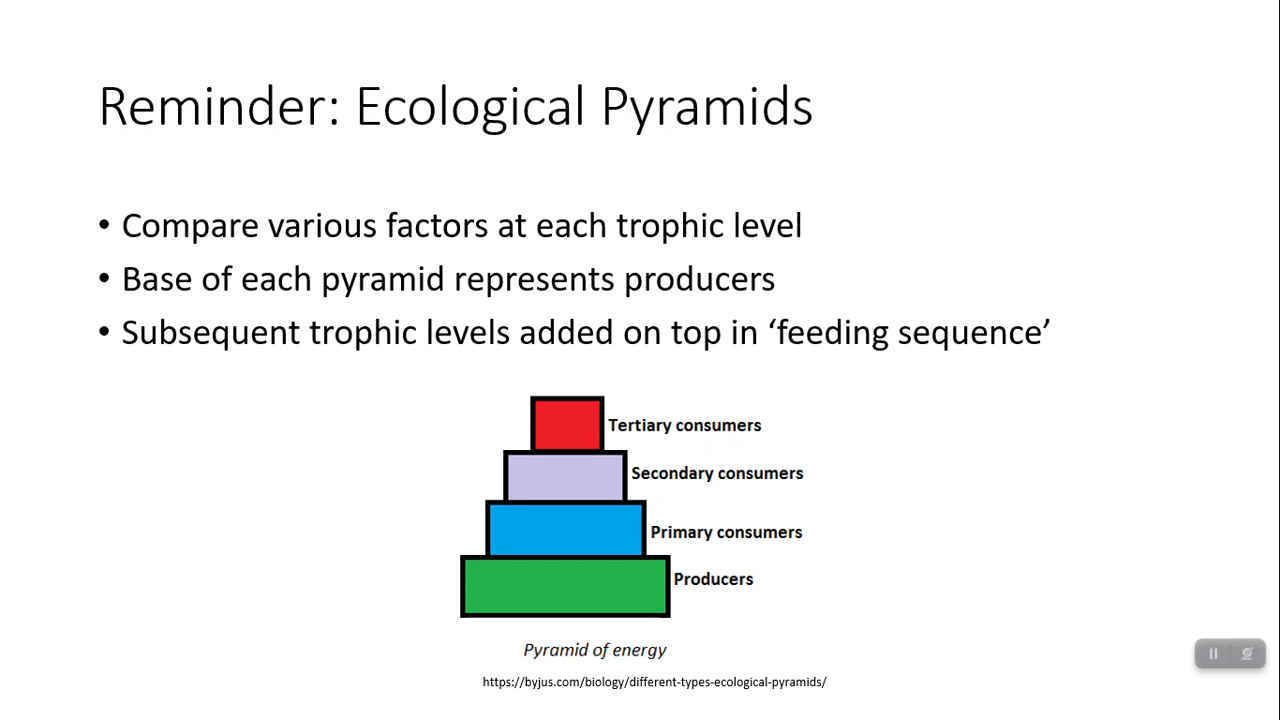 Reminder: Ecological Pyramids
• Compare various factors at each trophic level
• Base of each pyramid represents producers
• Subsequent trophic levels added on top in ‘feeding sequence’
Tertiary consumers
Secondary consumers
Primary consumers
Producers
Pyramid of energy
https://byjus.com/biology/different-types-ecological-pyramids/